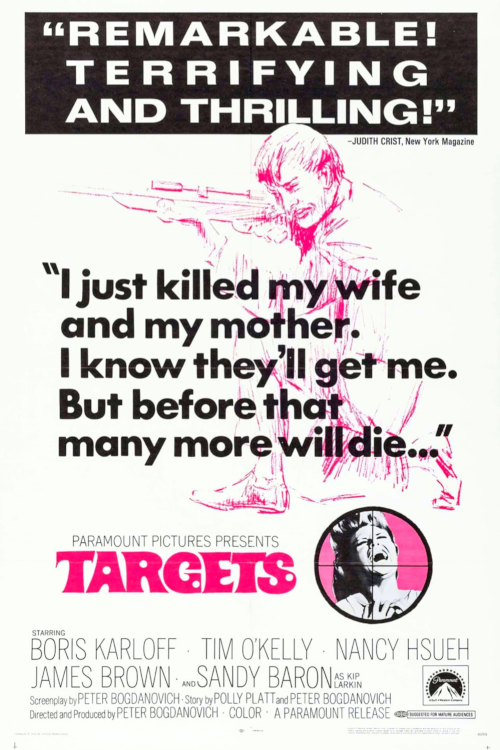 “REMARKABLE!
TERRIFYING
AND THRILLING!”
–JUDITH CRIST, New York Magazine
“I just killed my wife
and my mother.
I know they’ll get me.
But before that
many more will die...”
PARAMOUNT PICTURES PRESENTS
TARGETS
STARRING
BORIS KARLOFF · TIM O’KELLY · NANCY HSUEH
JAMES BROWN · AND SANDY BARON AS KIP LARKIN
Screenplay by PETER BOGDANOVICH · Story by POLLY PLATT and PETER BOGDANOVICH
Directed and Produced by PETER BOGDANOVICH · COLOR · A PARAMOUNT RELEASE
SUGGESTED FOR MATURE AUDIENCES
Paramount